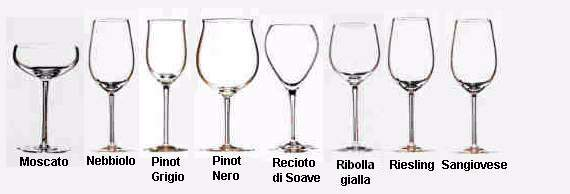 Moscato
Nebbiolo
Pinot
Grigio
Pinot
Nero
Recioto
di Soave
Ribolla
gialla
Riesling
Sangiovese